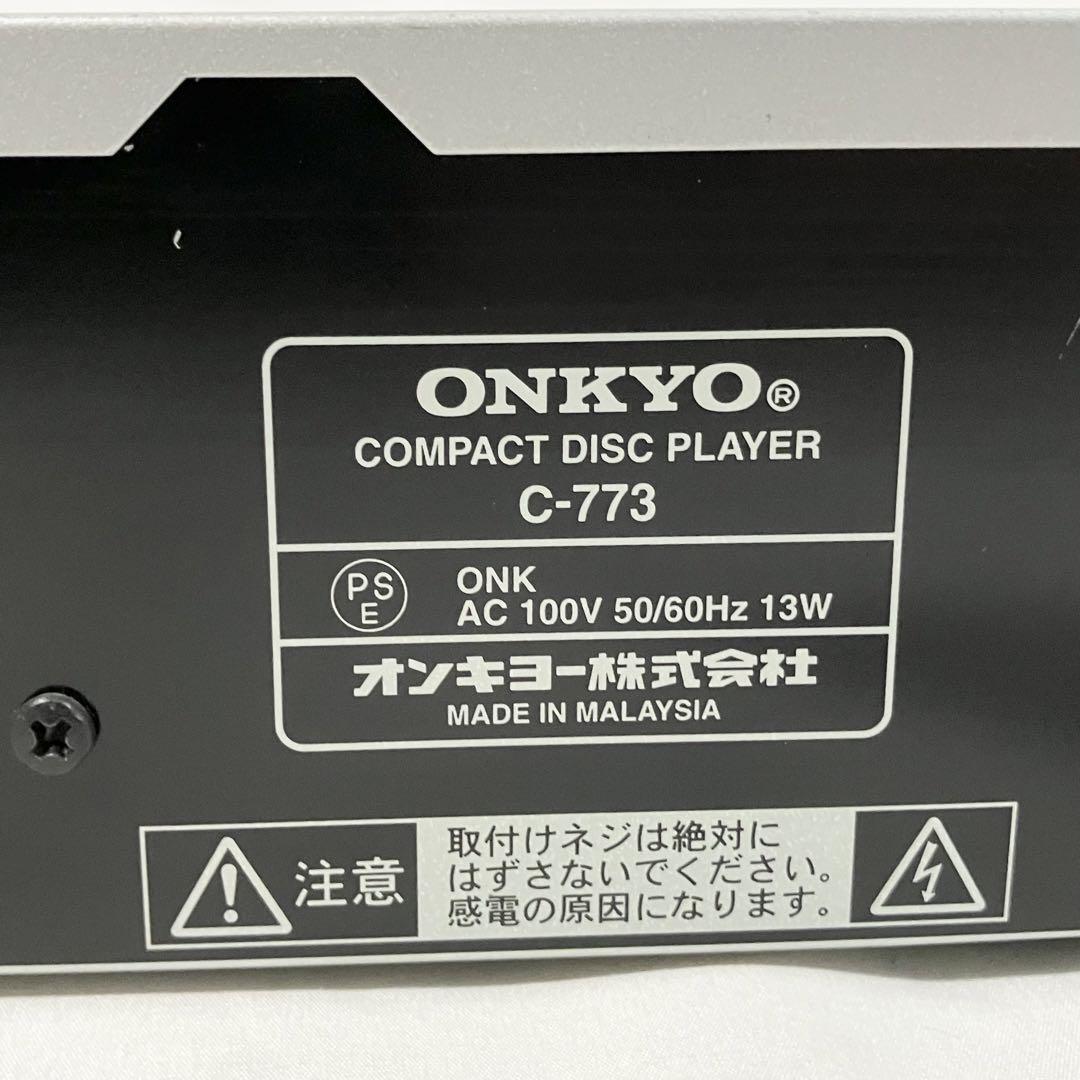 ONKYO®
COMPACT DISC PLAYER
C-773
PS
E
ONK
AC 100V 50/60Hz 13W
オンキヨー株式会社
MADE IN MALAYSIA
注意
取付けネジは絶対に
はずさないでください。
感電の原因になります。